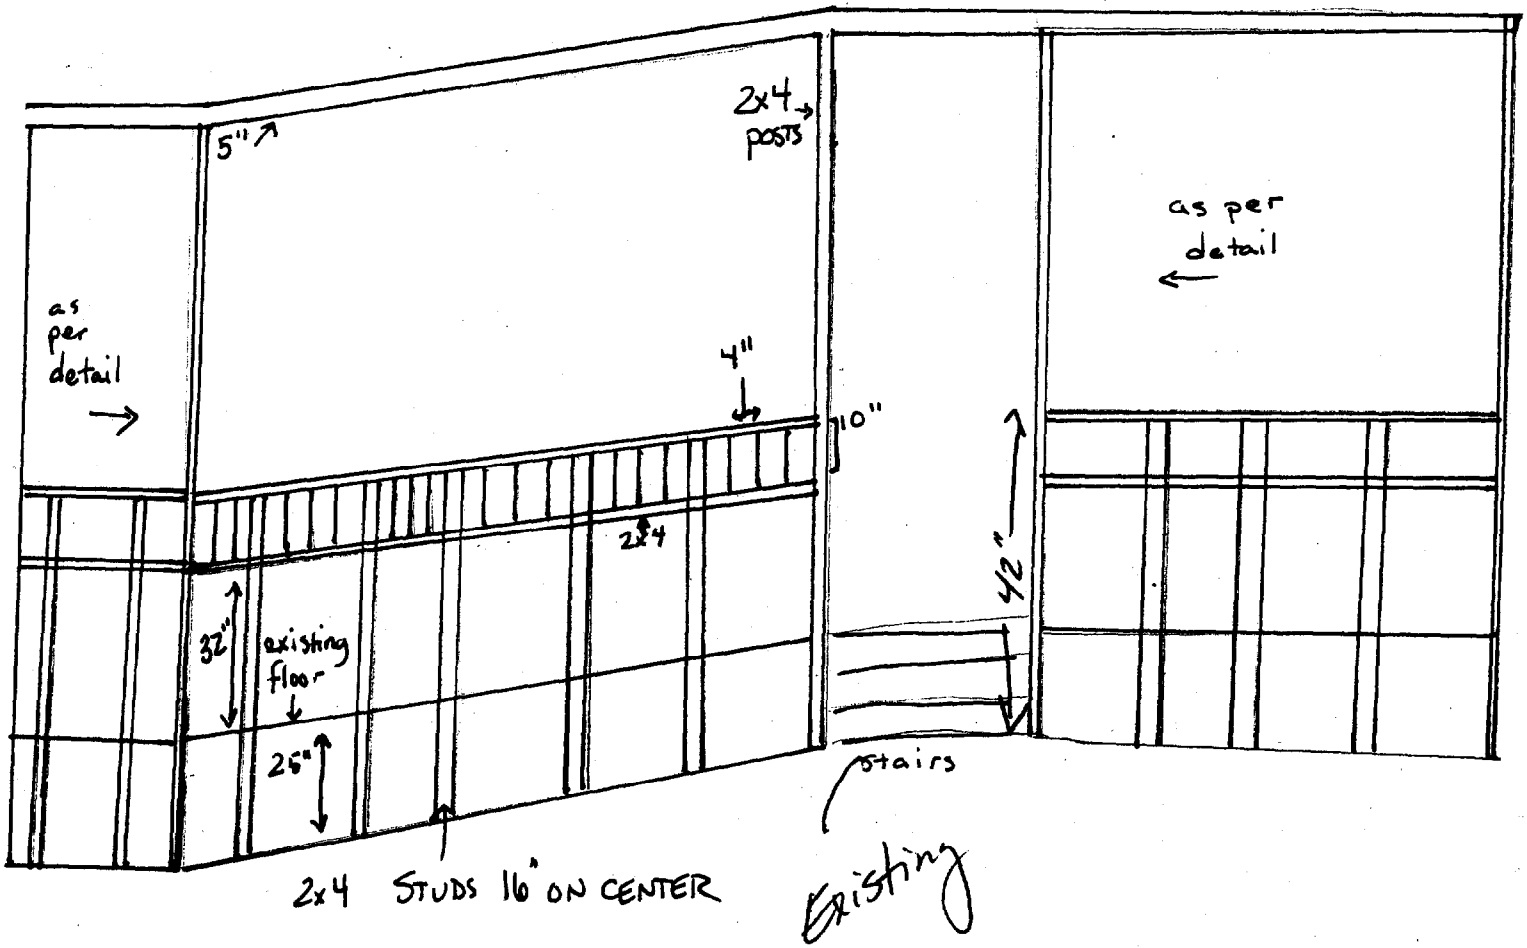 5"
2x4
posts
as per
detail
as
per
detail
4"
10"
2x4
42"
32"
existing
floor
stairs
2x4 STUDS 16" ON CENTER
Existing